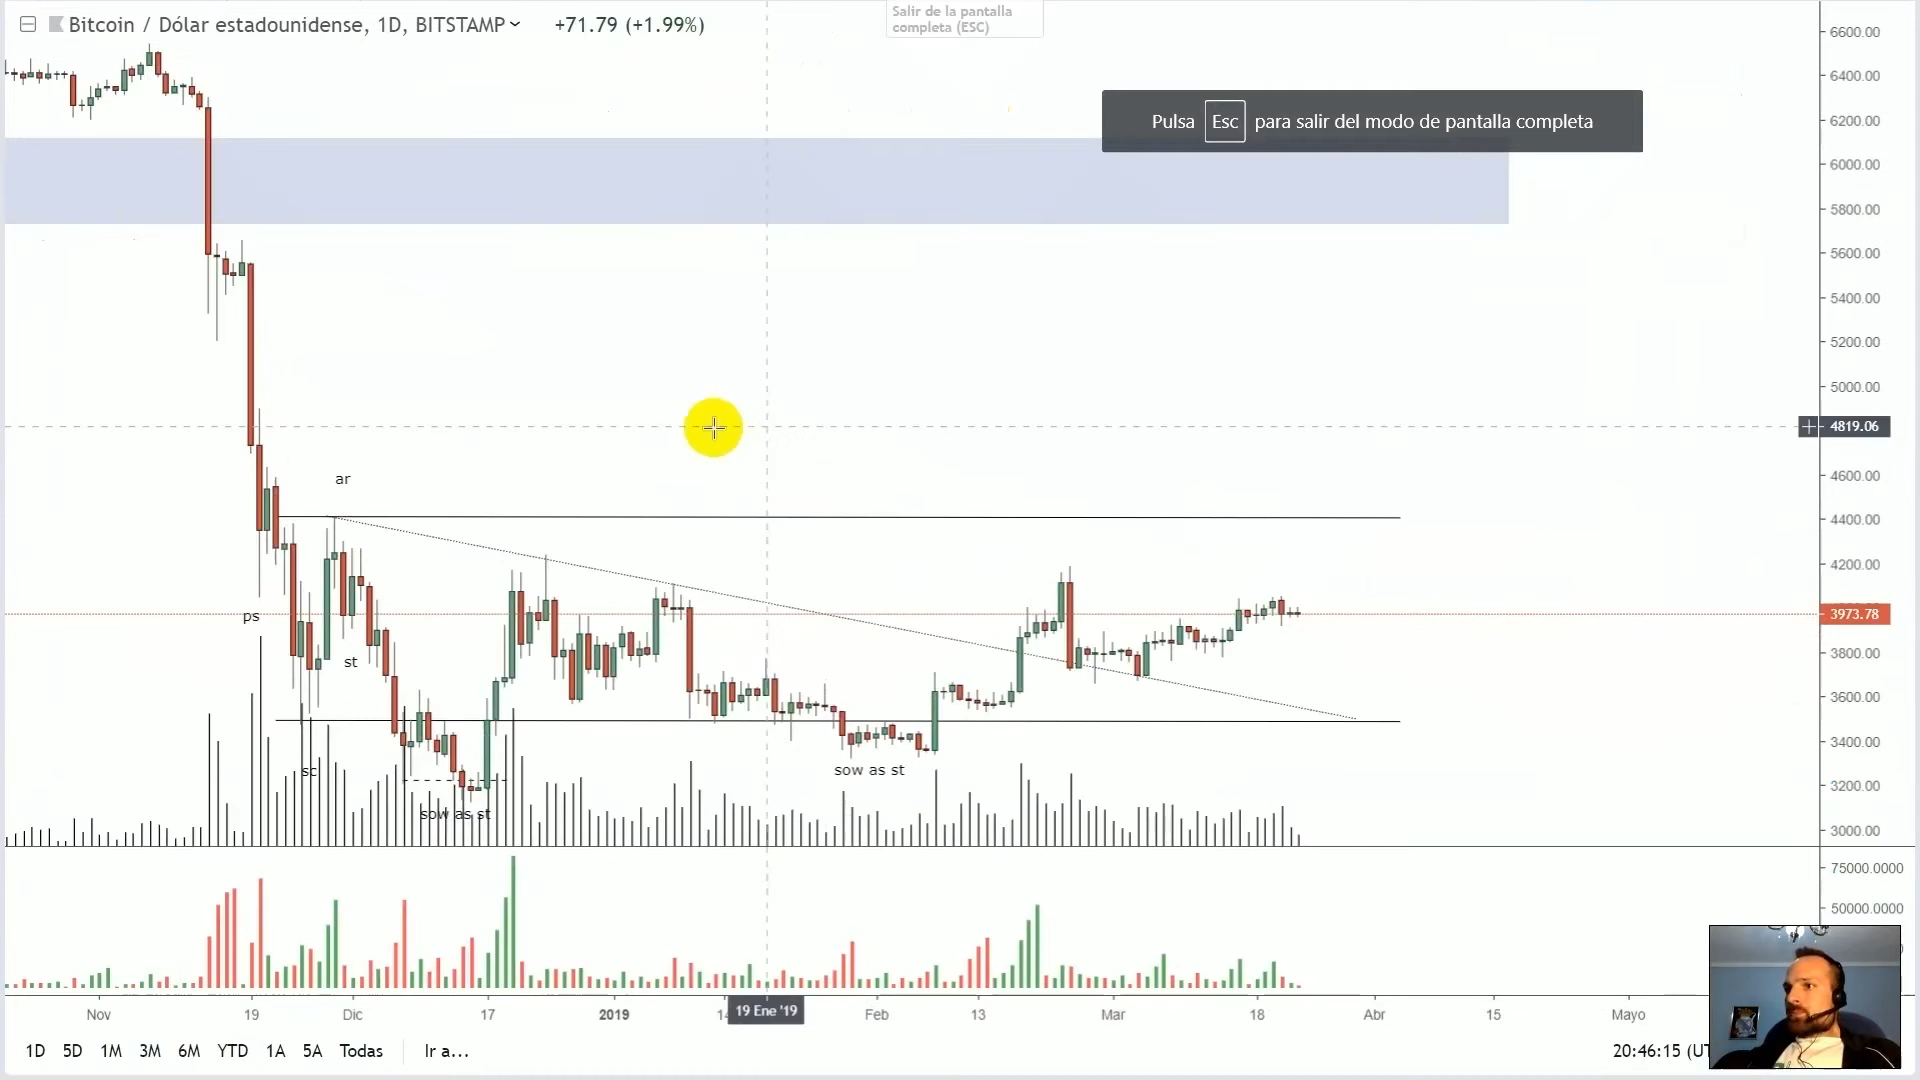 Bitcoin / Dólar estadounidense, 1D, BITSTAMP
+71.79 (+1.99%)
Salir de la pantalla
completa (ESC)
Pulsa Esc para salir del modo de pantalla completa
6600.00
6400.00
6200.00
6000.00
5800.00
5600.00
5400.00
5200.00
5000.00
4819.06
4600.00
4400.00
4200.00
3973.78
3800.00
3600.00
3400.00
3200.00
3000.00
75000.0000
50000.0000
ar
ps
st
sc
sow as st
sow as st
Nov
19
Dic
17
2019
19 Ene '19
Feb
13
Mar
18
Abr
15
Mayo
1D 5D 1M 3M 6M YTD 1A 5A Todas Ir a...
20:46:15